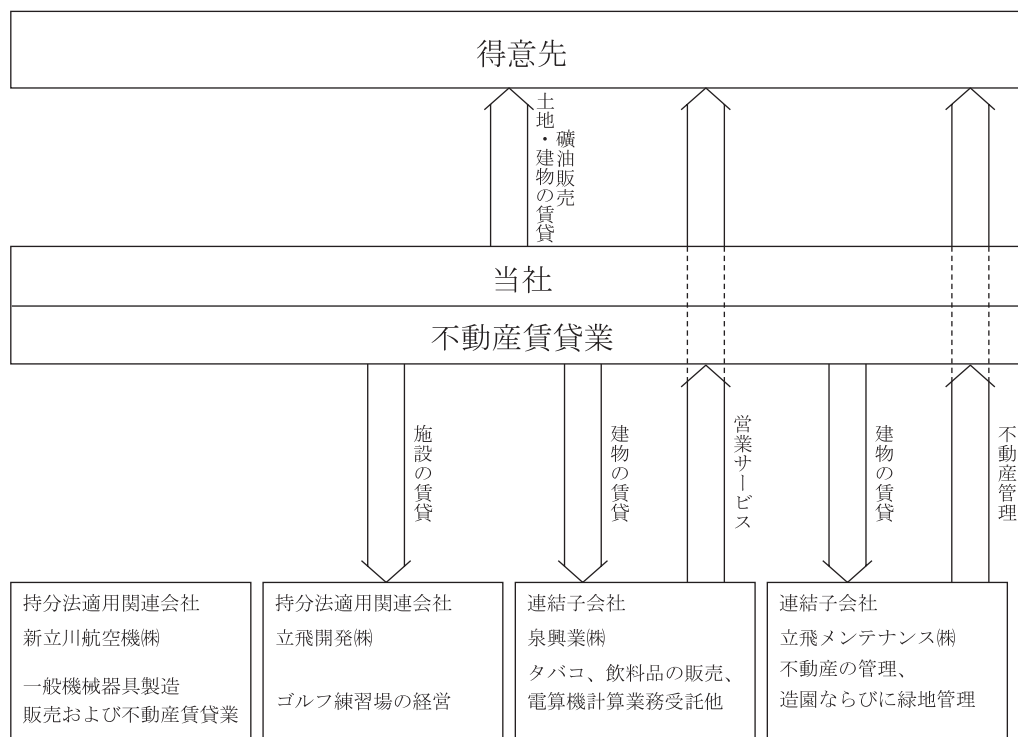 得意先
土地・建物の賃貸
礦油販売
当社
不動産賃貸業
施設の賃貸
建物の賃貸
営業サービス
建物の賃貸
不動産管理
持分法適用関連会社
新立川航空機㈱
一般機械器具製造
販売および不動産賃貸業
持分法適用関連会社
立飛開発㈱
ゴルフ練習場の経営
連結子会社
泉興業㈱
タバコ、飲料品の販売、
電算機計算業務受託他
連結子会社
立飛メンテナンス㈱
不動産の管理、
造園ならびに緑地管理